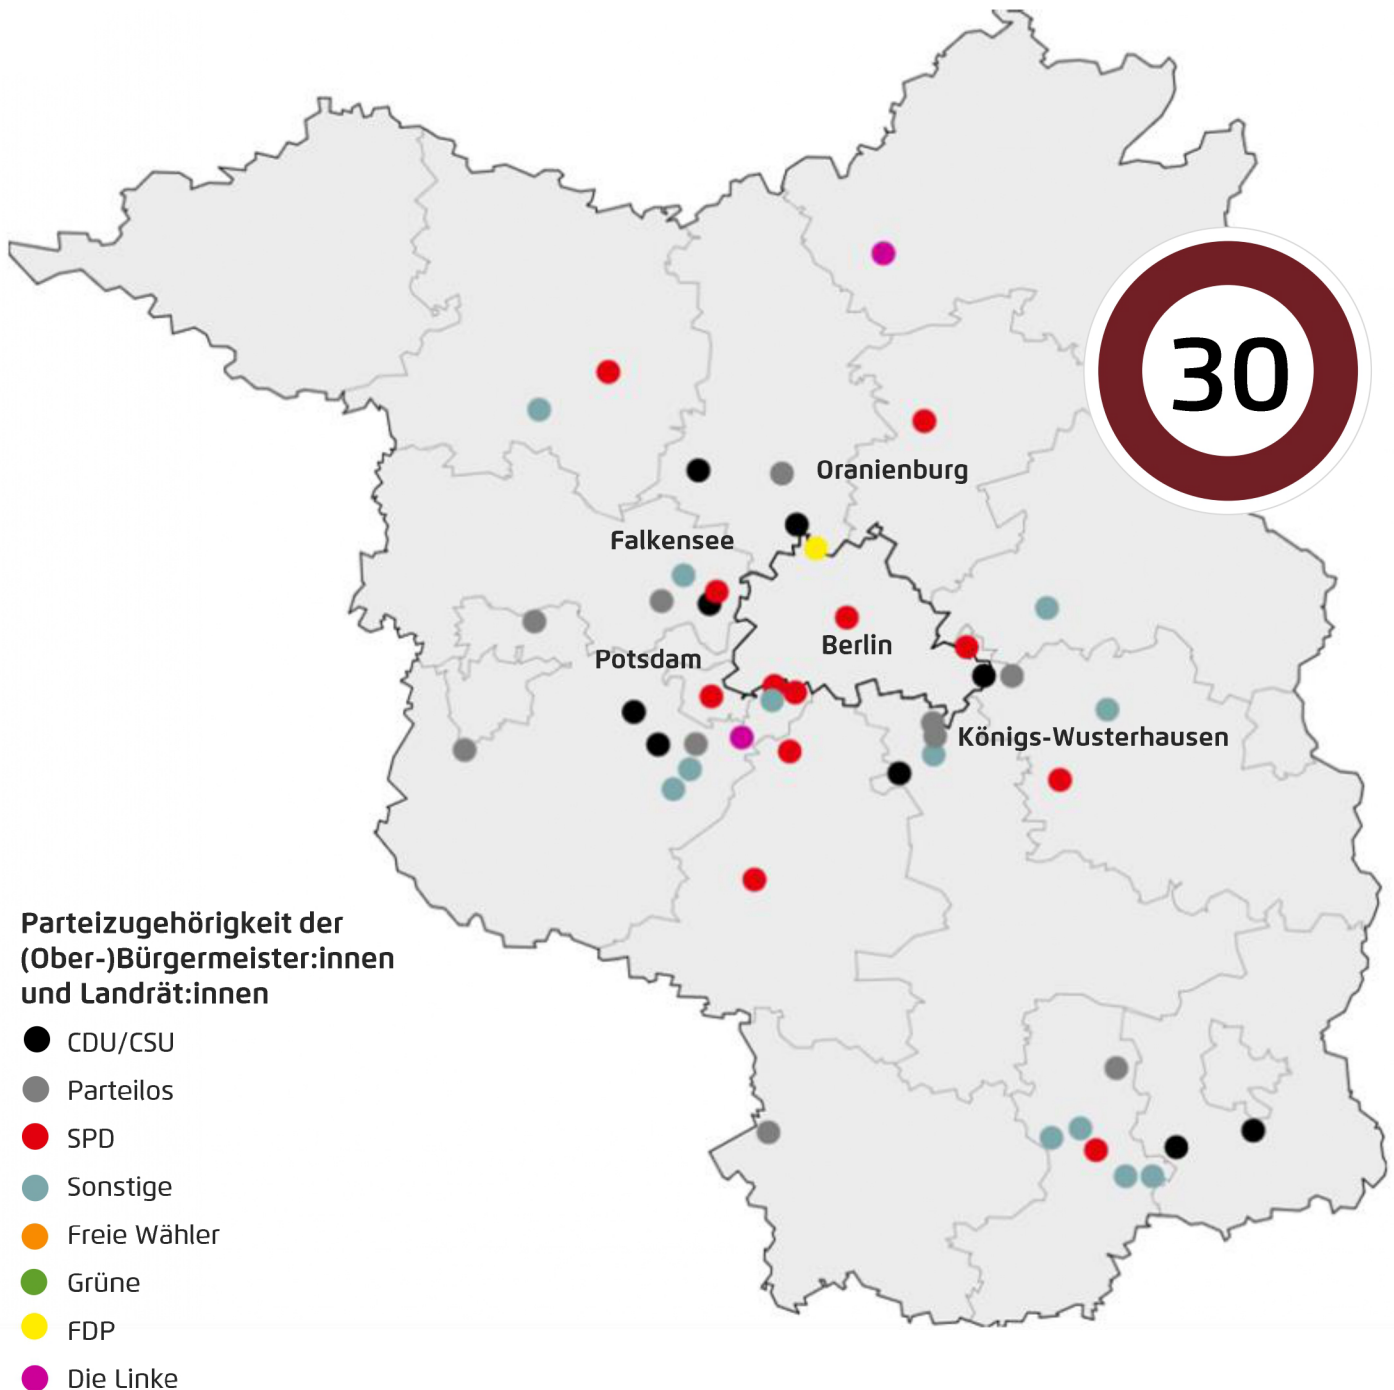 30
Oranienburg
Falkensee
Berlin
Potsdam
Königs-Wusterhausen
Parteizugehörigkeit der
(Ober-)Bürgermeister:innen
und Landrät:innen
CDU/CSU
Parteilos
SPD
Sonstige
Freie Wähler
Grüne
FDP
Die Linke